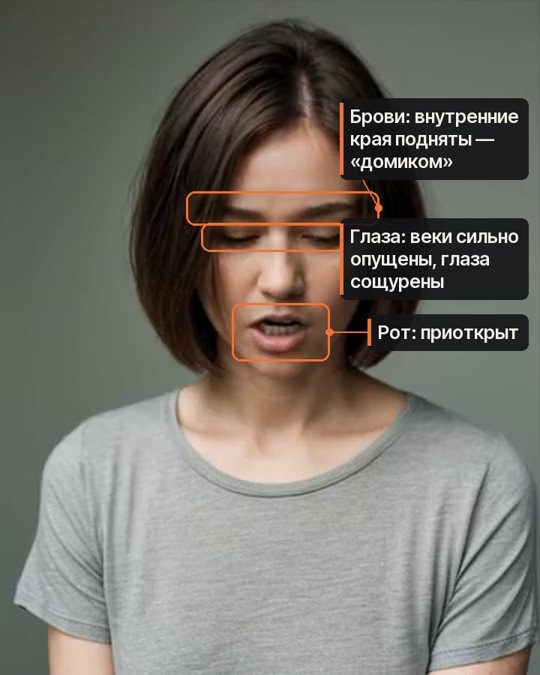 Брови: внутренние
края подняты —
«домиком»
Глаза: веки сильно
опущены, глаза
сощурены
Рот: приоткрыт